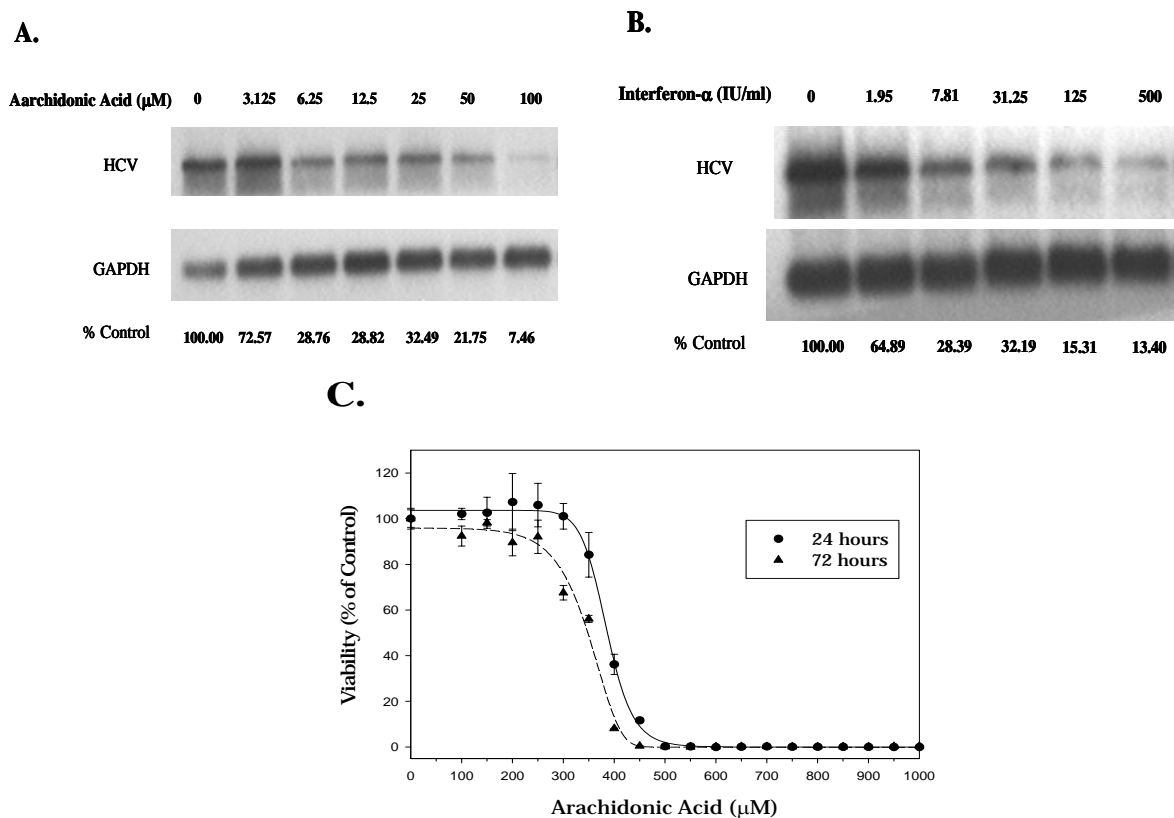 A.
Aarchidonic Acid (μM) 0 3.125 6.25 12.5 25 50 100
HCV
GAPDH
% Control 100.00 72.57 28.76 28.82 32.49 21.75 7.46
B.
Interferon-α (IU/ml) 0 1.95 7.81 31.25 125 500
HCV
GAPDH
% Control 100.00 64.89 28.39 32.19 15.31 13.40
C.
Viability (% of Control)
120
100
80
60
40
20
0
24 hours
72 hours
0 100 200 300 400 500 600 700 800 900 1000
Arachidonic Acid (μM)